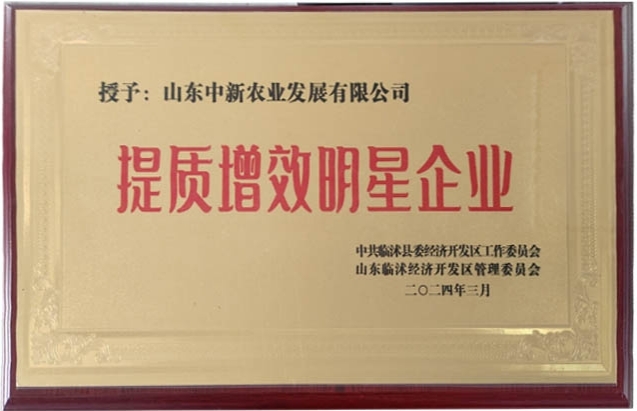 授予：山东中新农业发展有限公司
提质增效明星企业
中共临沭县委经济开发区工作委员会
山东临沭经济开发区管理委员会
二〇二四年三月